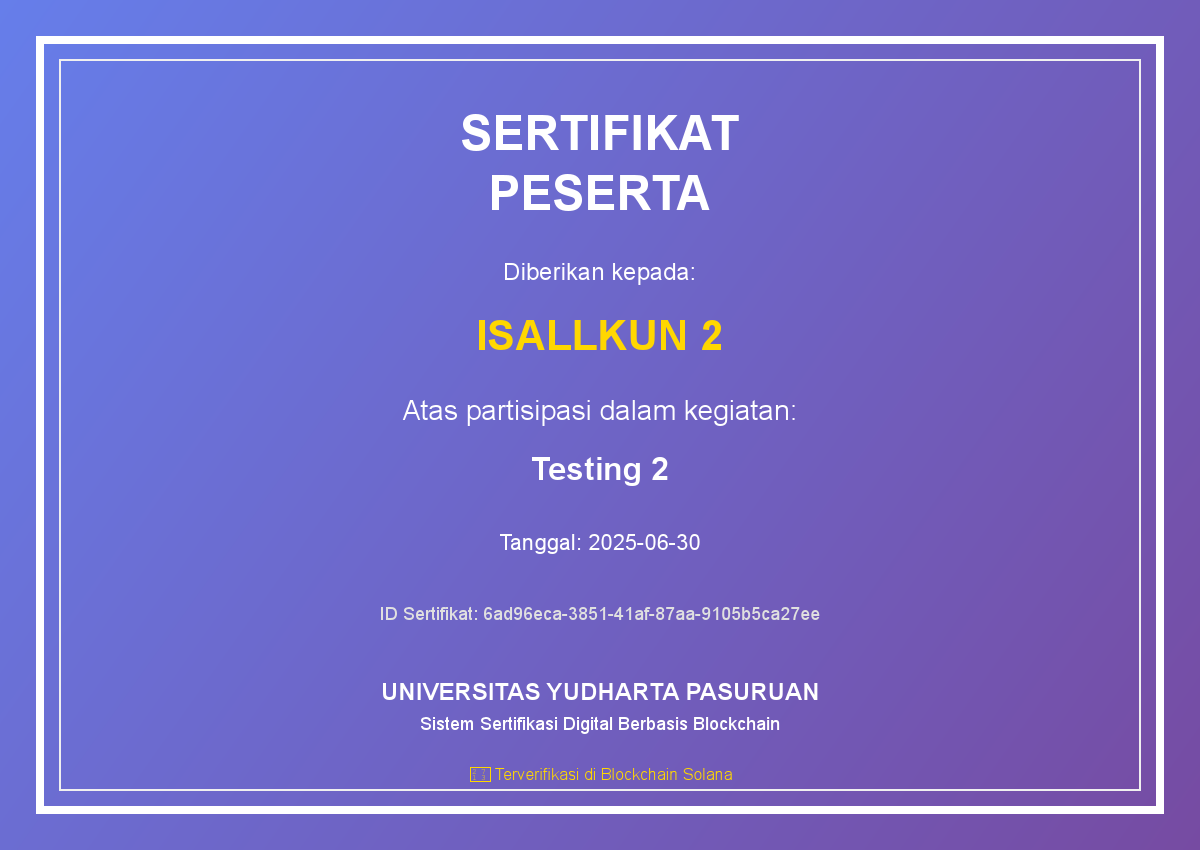 SERTIFIKAT
PESERTA
Diberikan kepada:
ISALLKUN 2
Atas partisipasi dalam kegiatan:
Testing 2
Tanggal: 2025-06-30
ID Sertifikat: 6ad96eca-3851-41af-87aa-9105b5ca27ee
UNIVERSITAS YUDHARTA PASURUAN
Sistem Sertifikasi Digital Berbasis Blockchain
Terverifikasi di Blockchain Solana